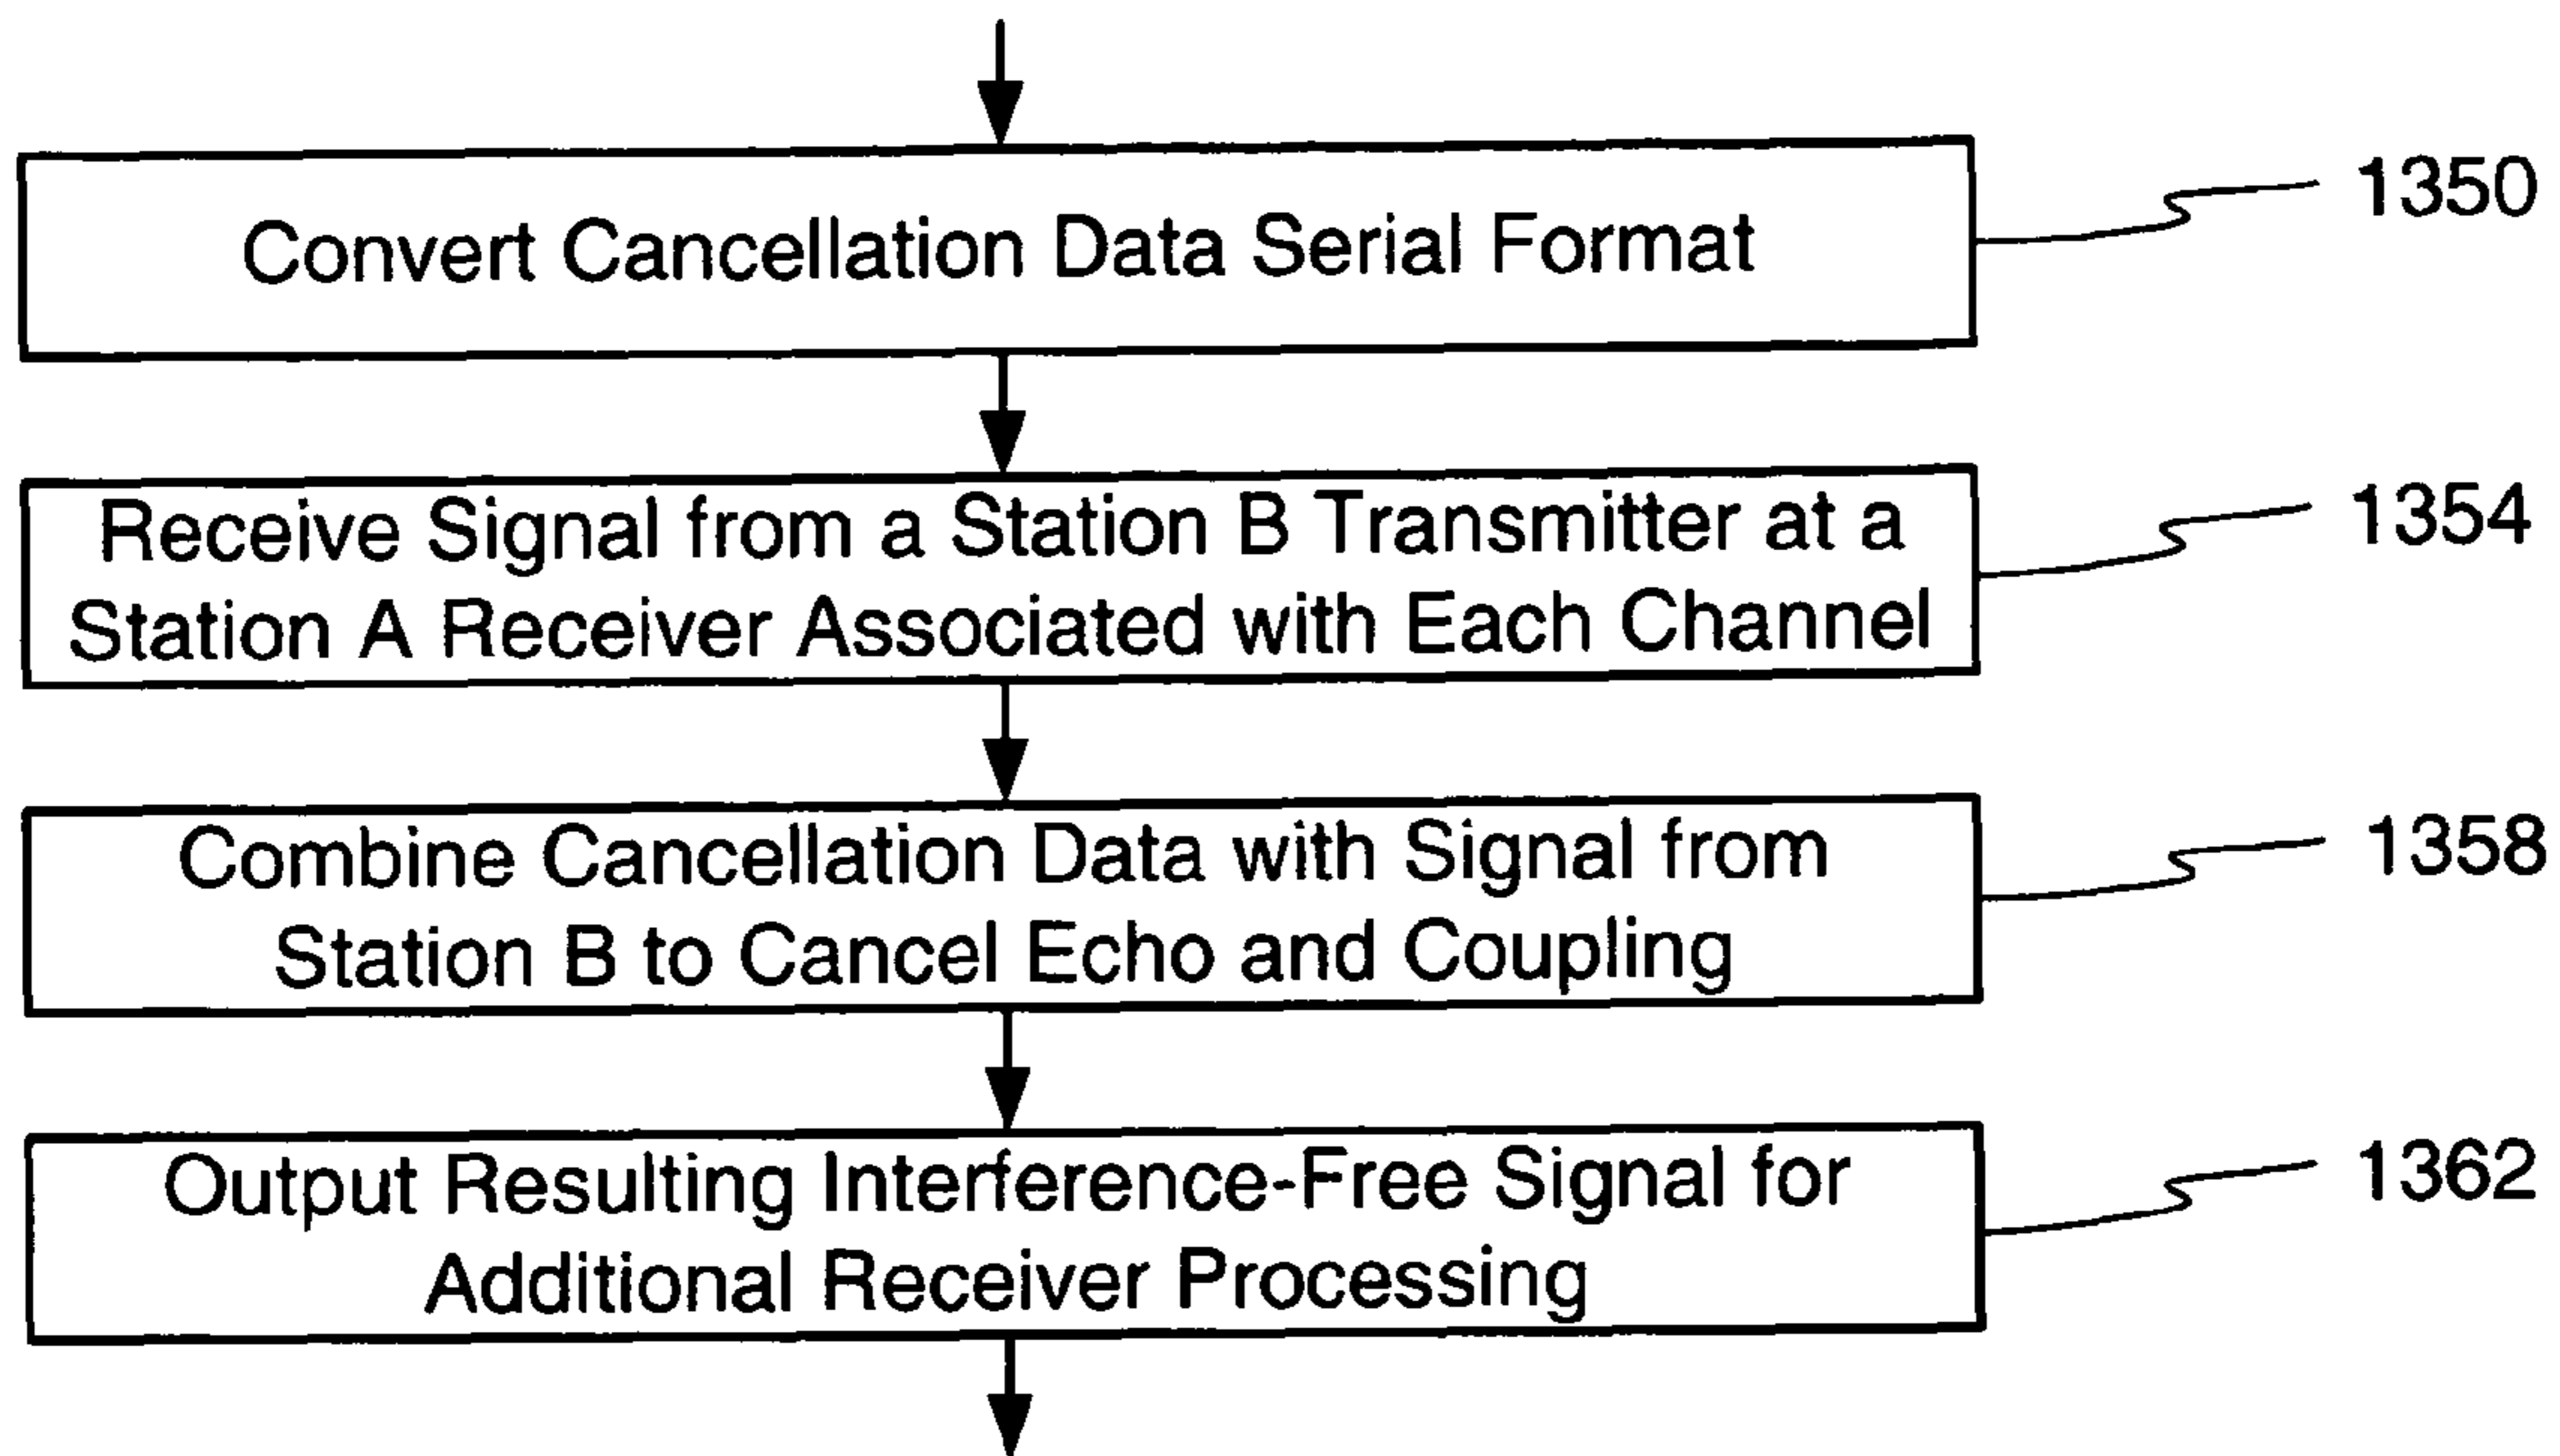 Convert Cancellation Data Serial Format
1350
Receive Signal from a Station B Transmitter at a
Station A Receiver Associated with Each Channel
1354
Combine Cancellation Data with Signal from
Station B to Cancel Echo and Coupling
1358
Output Resulting Interference-Free Signal for
Additional Receiver Processing
1362